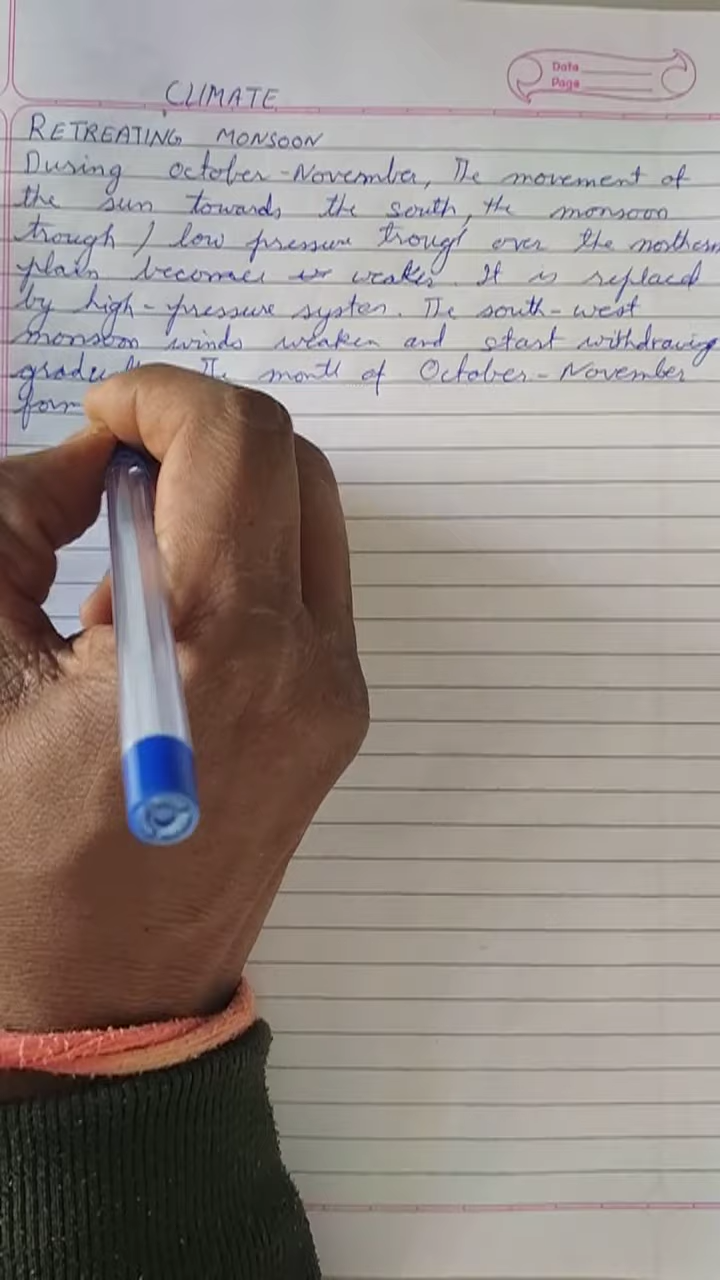 Date
Page
CLIMATE
RETREATING MONSOON
During october-November, The movement of
the sun towards the south, the monsoon
trough / low pressure trough over the northern
plain becomes weaker. It is replaced
by high-pressure system. The south-west
monsoon winds weaken and start withdrawing
The month of October-November
form